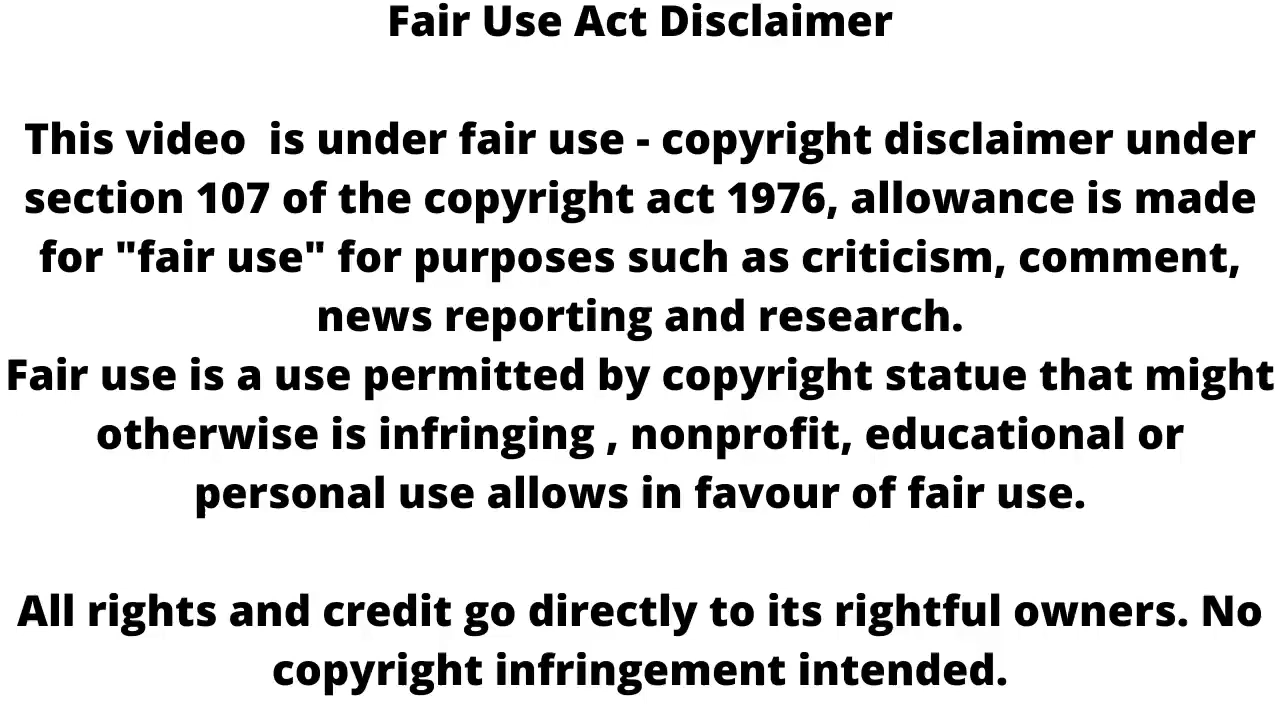 Fair Use Act Disclaimer
This video  is under fair use - copyright disclaimer under
section 107 of the copyright act 1976, allowance is made
for "fair use" for purposes such as criticism, comment,
news reporting and research.
Fair use is a use permitted by copyright statue that might
otherwise is infringing , nonprofit, educational or
personal use allows in favour of fair use.
All rights and credit go directly to its rightful owners. No
copyright infringement intended.